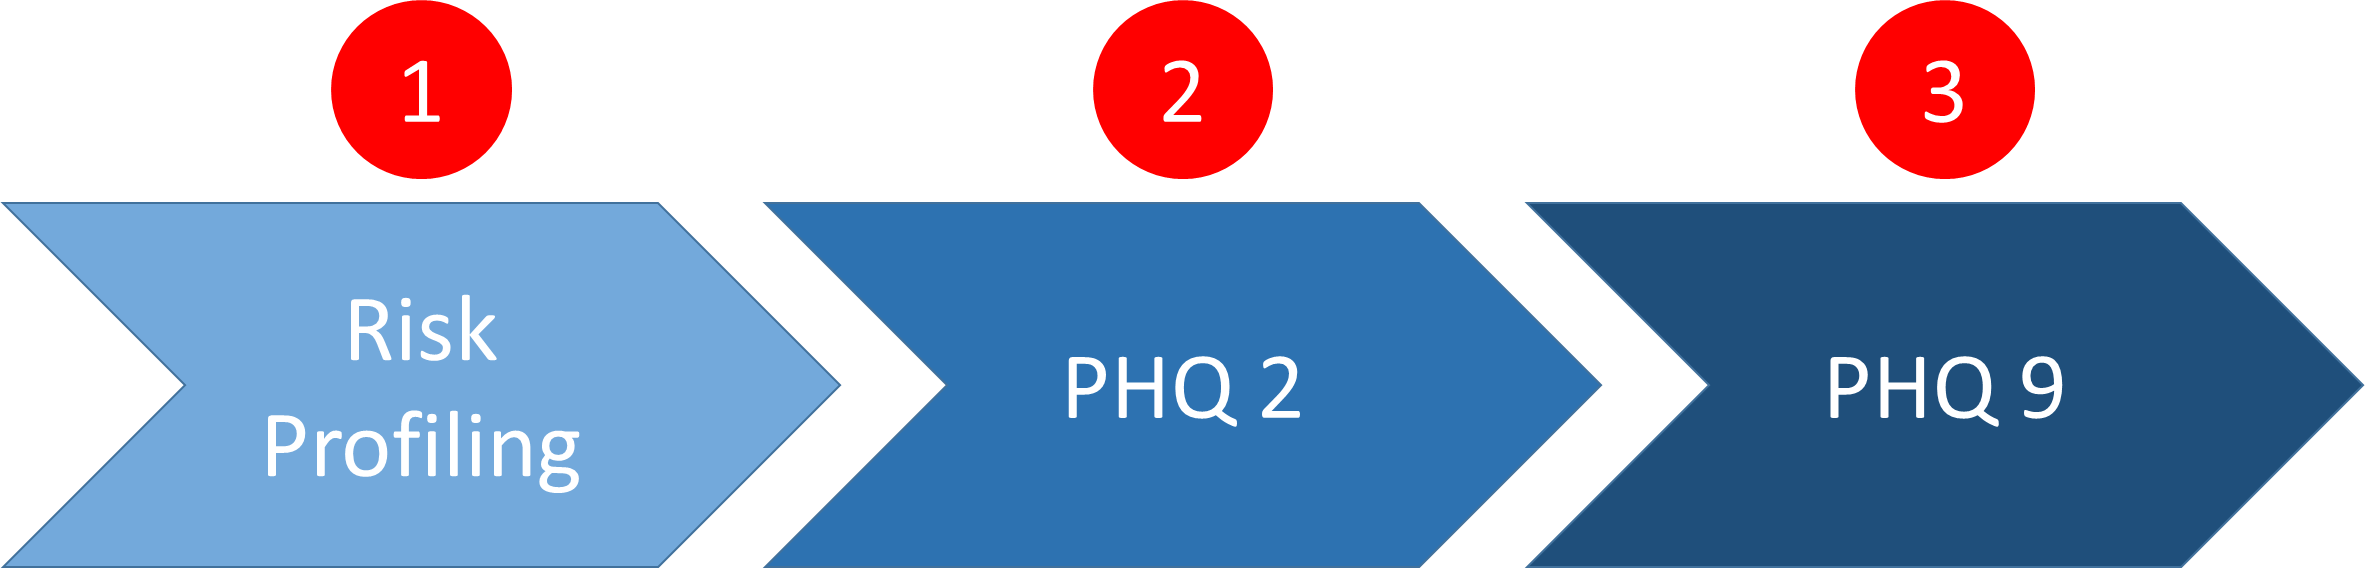 1
2
3
Risk
Profiling
PHQ 2
PHQ 9